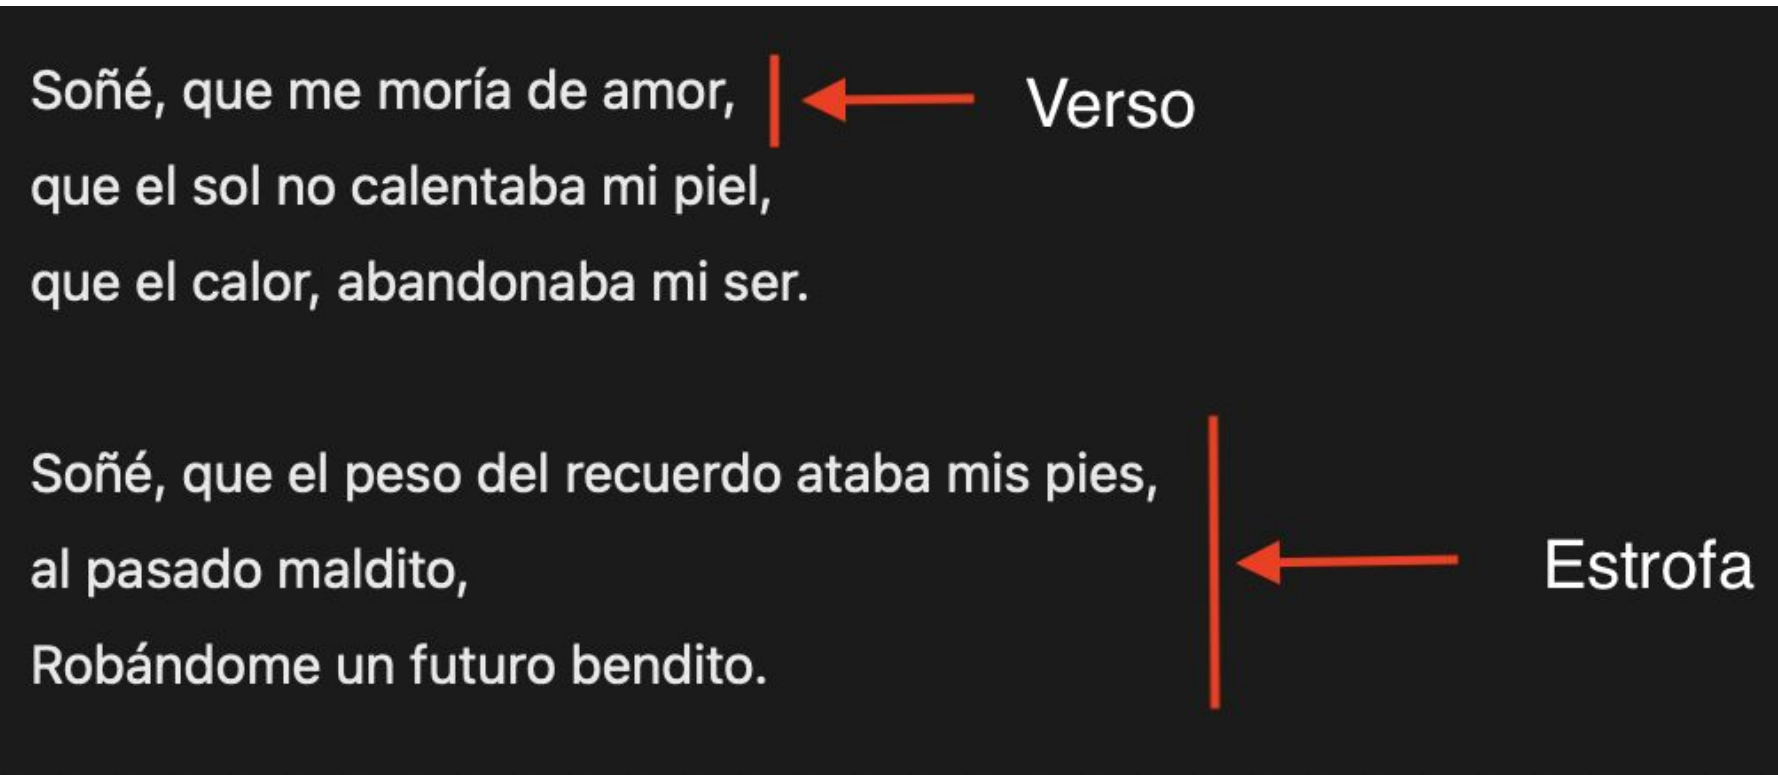 Soñé, que me moría de amor,
Verso
que el sol no calentaba mi piel,
que el calor, abandonaba mi ser.
Soñé, que el peso del recuerdo ataba mis pies,
al pasado maldito,
Estrofa
Robándome un futuro bendito.